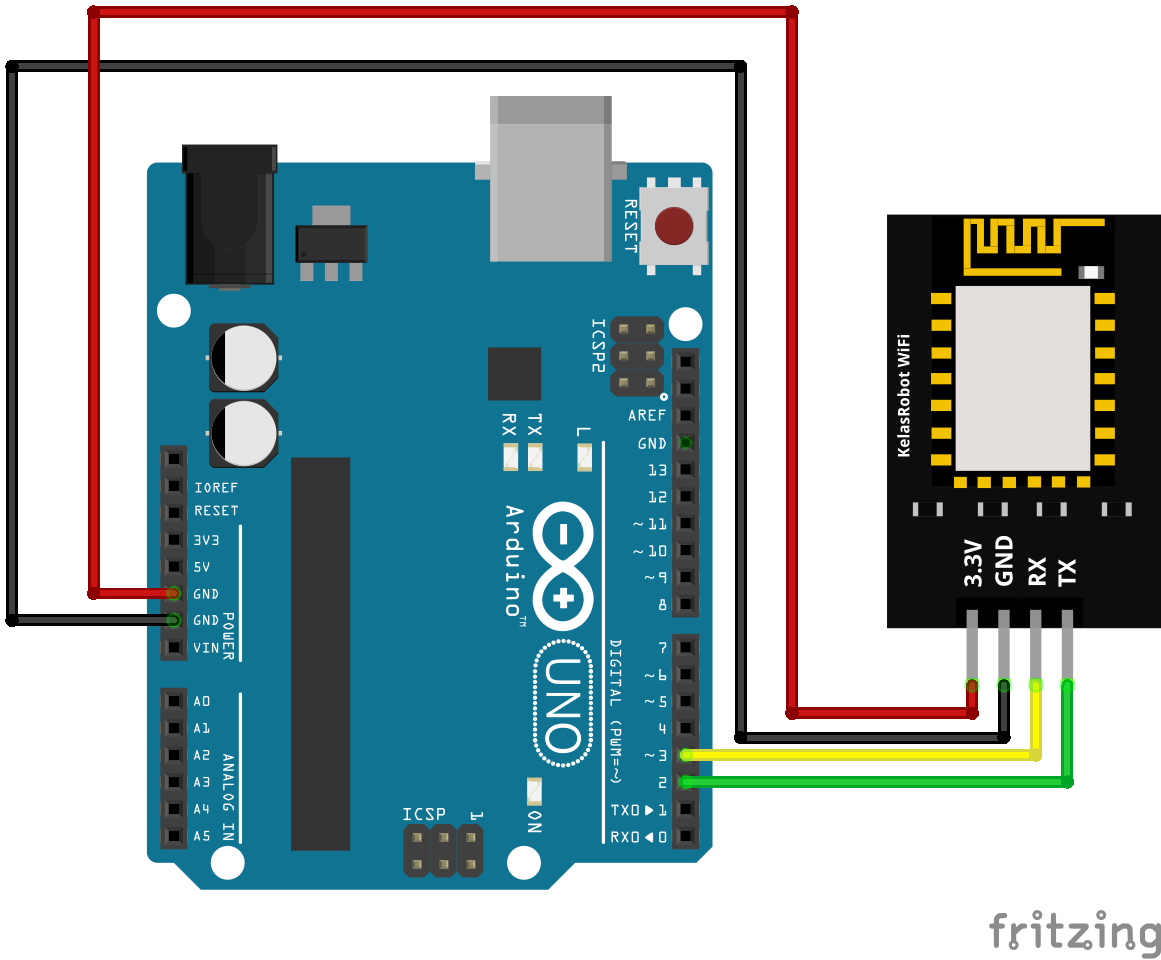 RESET
ICSP2
AREF
GND
13
12
~11
~10
~9
8
RX
TX
L
IOREF
RESET
3V3
5V
GND
GND
VIN
POWER
Arduino™
UNO
7
~6
~5
4
~3
2
TX0▶1
RX0◀0
DIGITAL (PWM=~)
A0
A1
A2
A3
A4
A5
ANALOG IN
ICSP
1
ON
KelasRobot WiFi
3.3V
GND
RX
TX
fritzing